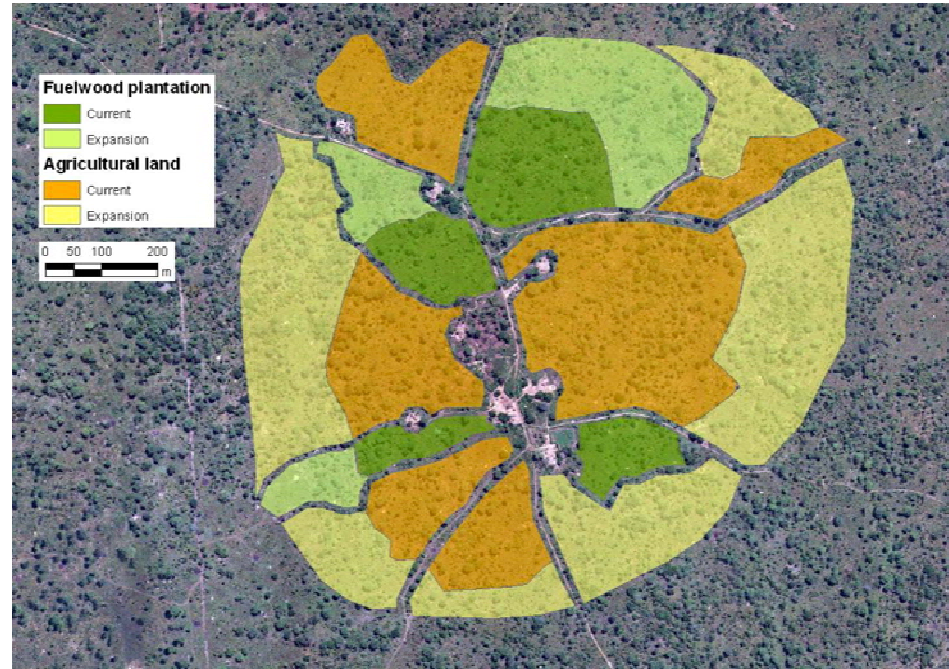 Fuelwood plantation
Current
Expansion
Agricultural land
Current
Expansion
0 50 100 200
m